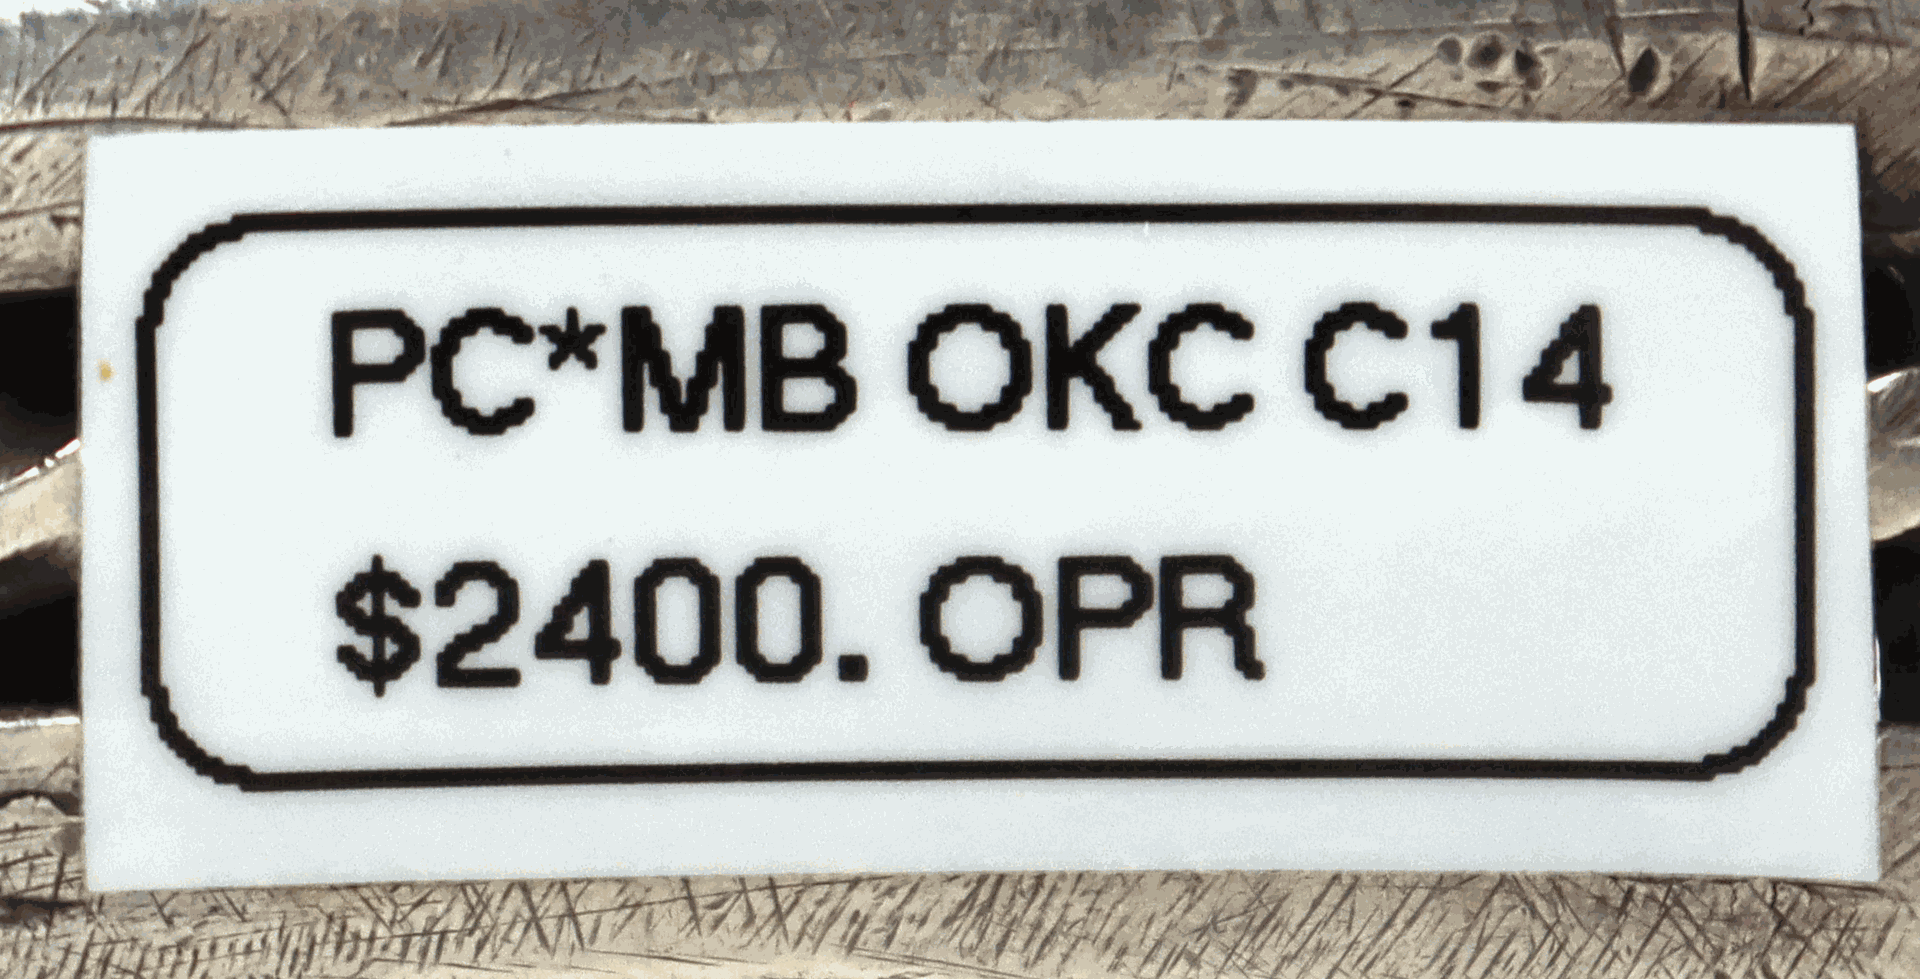 PC*MB OKC C14
$2400. OPR